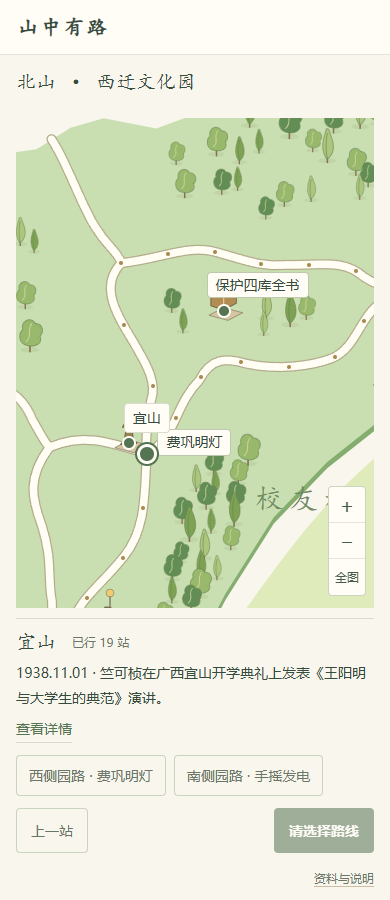 山中有路
北山 • 西迁文化园
保护四库全书
宜山
费巩明灯
校友
+
−
全图
宜山 已行 19 站
1938.11.01 · 竺可桢在广西宜山开学典礼上发表《王阳明
与大学生的典范》演讲。
查看详情
西侧园路 · 费巩明灯
南侧园路 · 手摇发电
上一站
请选择路线
资料与说明